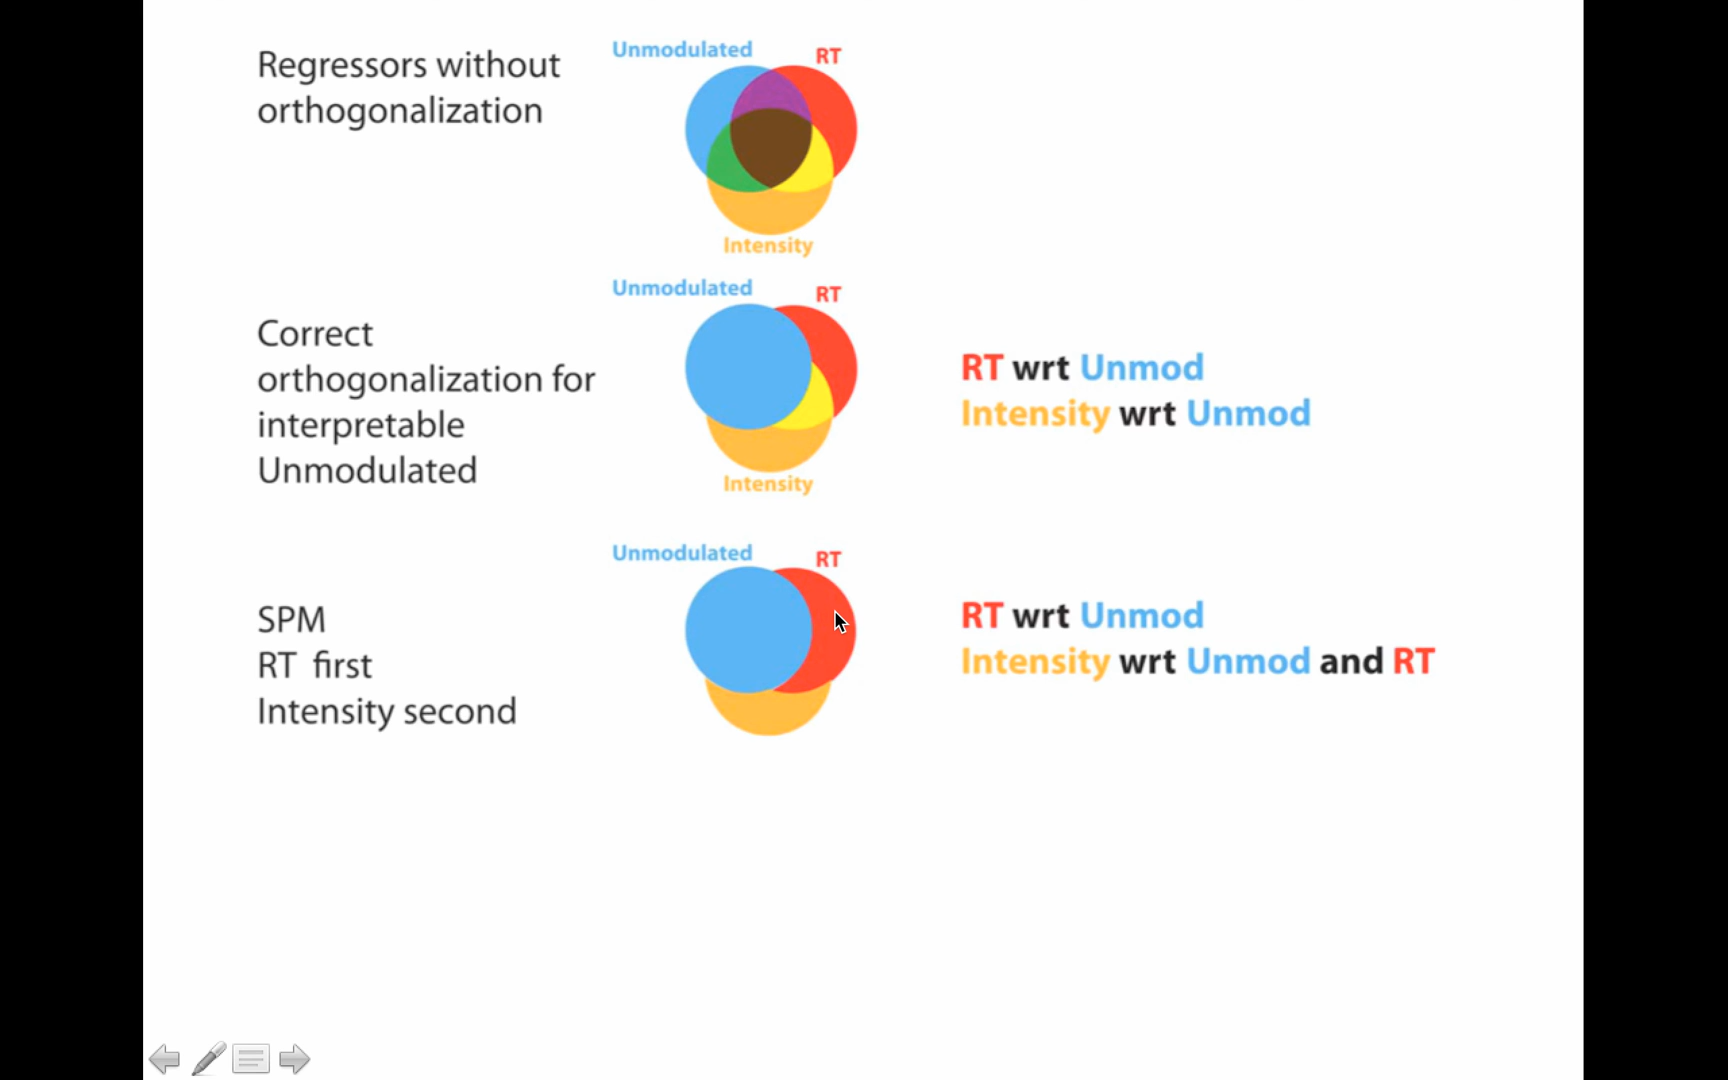 Regressors without
orthogonalization
Unmodulated
RT
Intensity
Correct
orthogonalization for
interpretable
Unmodulated
Unmodulated
RT
Intensity
RT wrt Unmod
Intensity wrt Unmod
SPM
RT first
Intensity second
Unmodulated
RT
RT wrt Unmod
Intensity wrt Unmod and RT